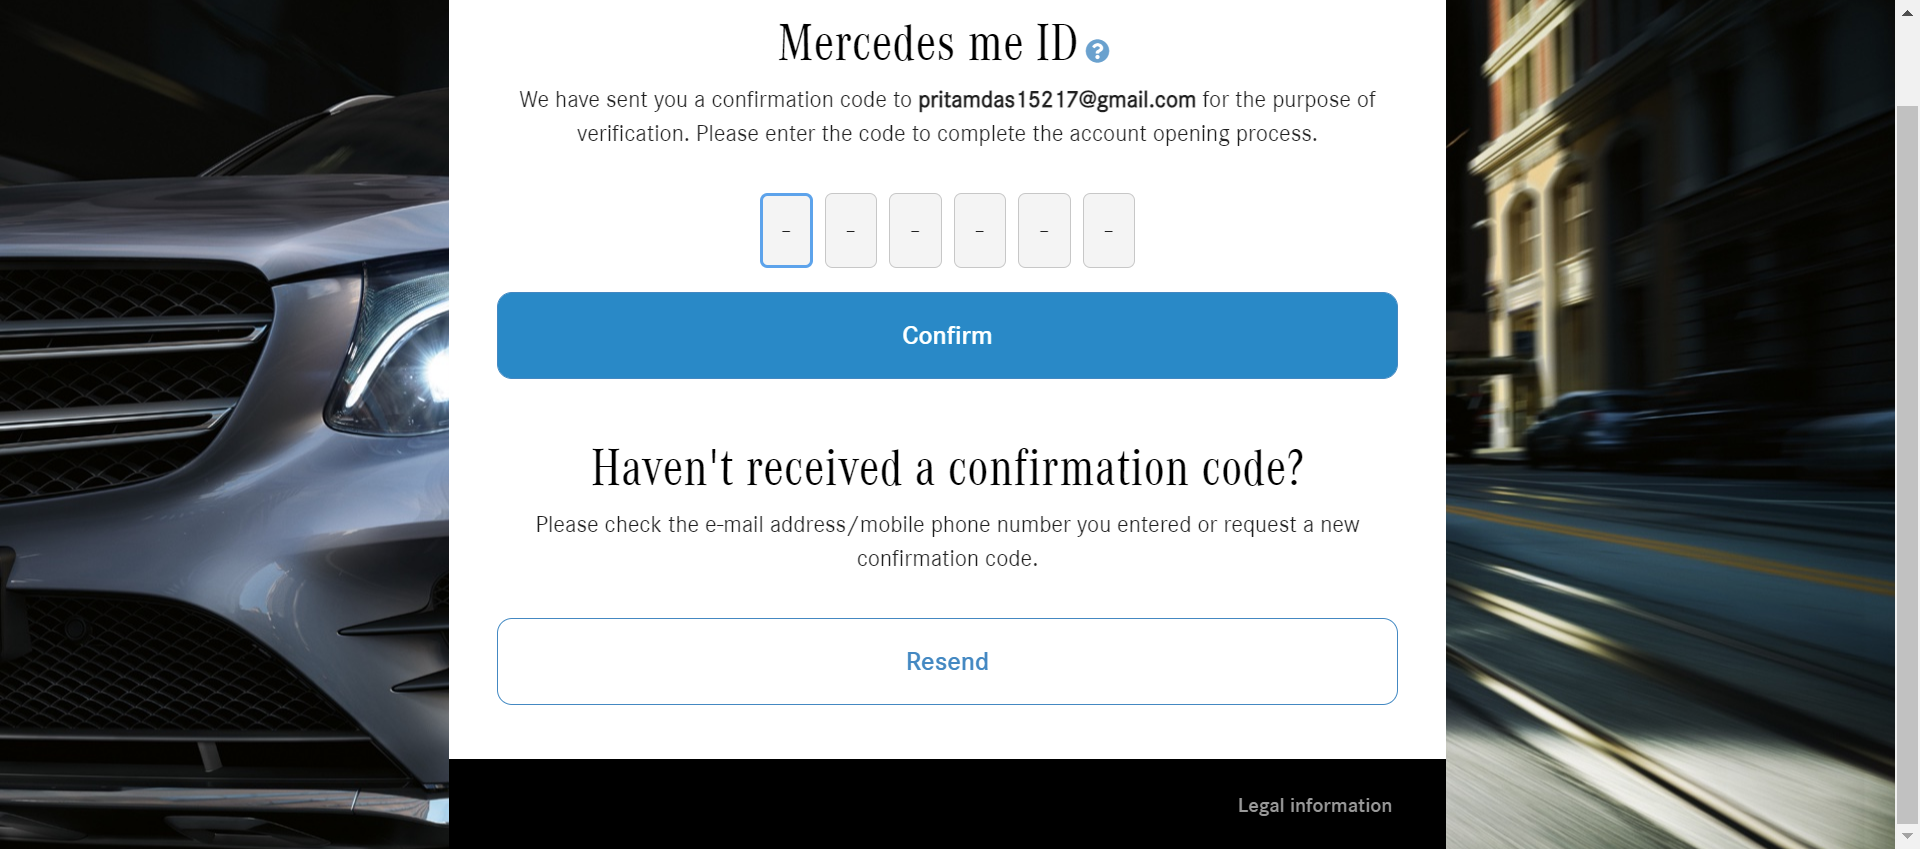 Mercedes me ID ?
We have sent you a confirmation code to pritamdas15217@gmail.com for the purpose of
verification. Please enter the code to complete the account opening process.
- - - - - -
Confirm
Haven't received a confirmation code?
Please check the e-mail address/mobile phone number you entered or request a new
confirmation code.
Resend
Legal information